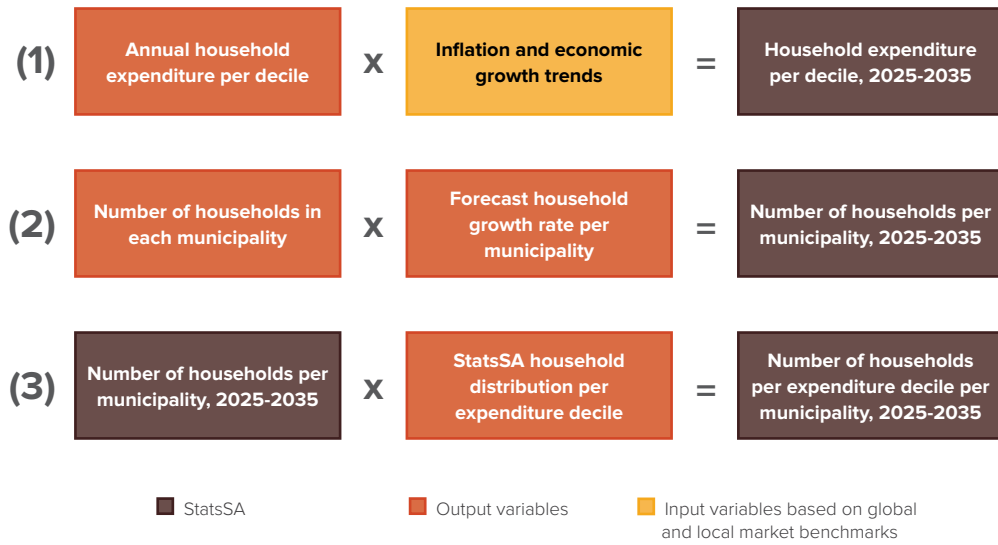 (1)
Annual household
expenditure per decile
x
Inflation and economic
growth trends
=
Household expenditure
per decile, 2025-2035
(2)
Number of households in
each municipality
x
Forecast household
growth rate per
municipality
=
Number of households per
municipality, 2025-2035
(3)
Number of households per
municipality, 2025-2035
x
StatsSA household
distribution per
expenditure decile
=
Number of households
per expenditure decile per
municipality, 2025-2035
StatsSA
Output variables
Input variables based on global
and local market benchmarks